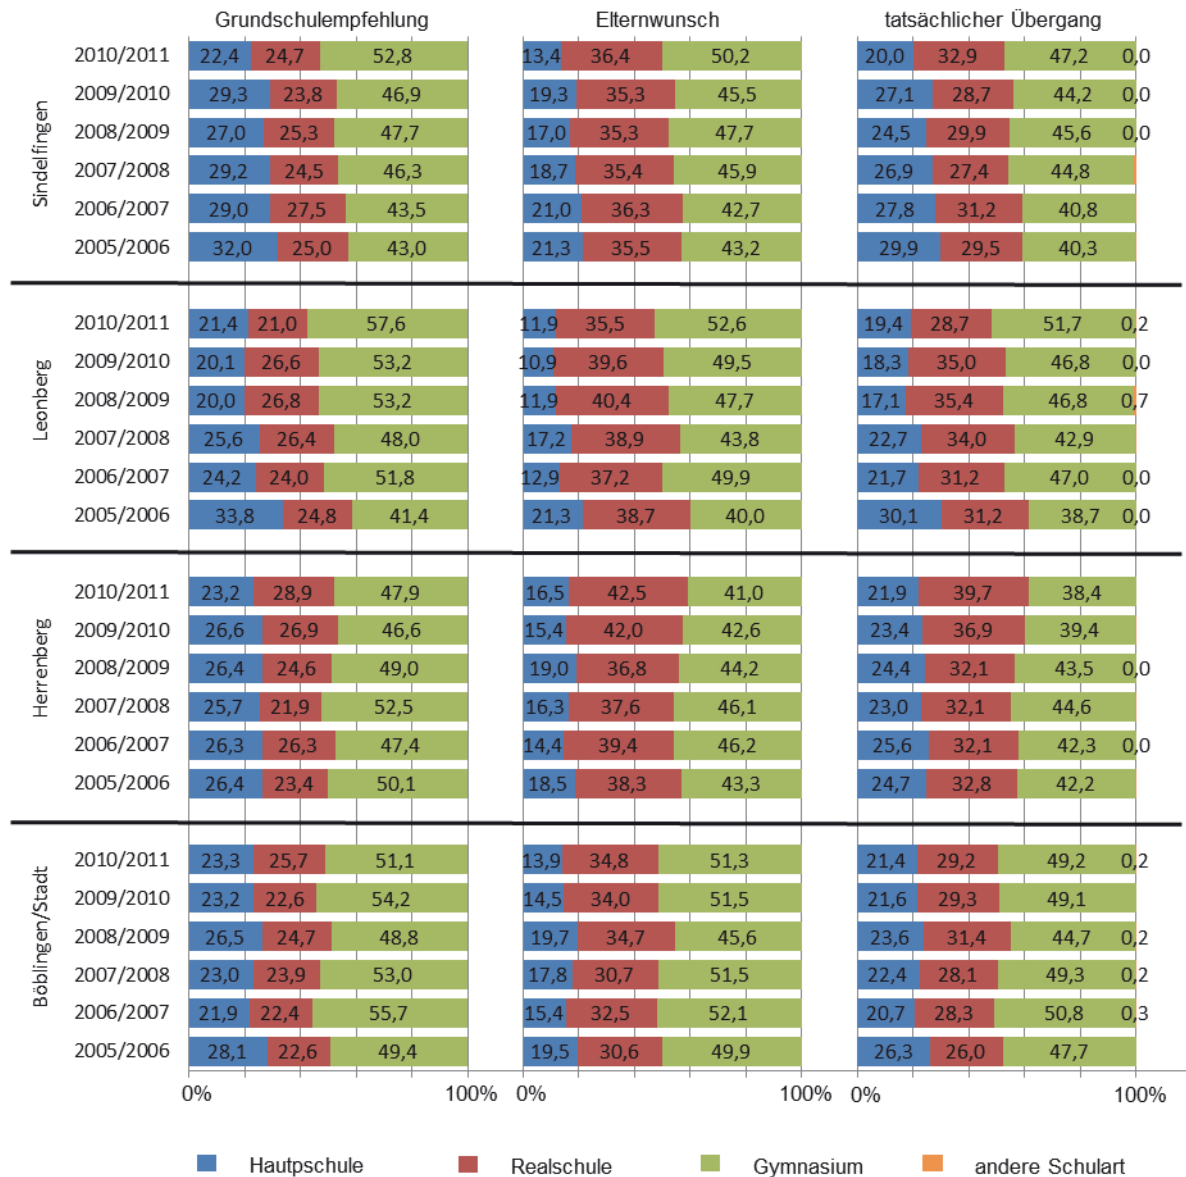 Grundschulempfehlung Elternwunsch tatsächlicher Übergang
Sindelfingen
2010/2011 22,4 24,7 52,8 13,4 36,4 50,2 20,0 32,9 47,2 0,0
2009/2010 29,3 23,8 46,9 19,3 35,3 45,5 27,1 28,7 44,2 0,0
2008/2009 27,0 25,3 47,7 17,0 35,3 47,7 24,5 29,9 45,6 0,0
2007/2008 29,2 24,5 46,3 18,7 35,4 45,9 26,9 27,4 44,8
2006/2007 29,0 27,5 43,5 21,0 36,3 42,7 27,8 31,2 40,8
2005/2006 32,0 25,0 43,0 21,3 35,5 43,2 29,9 29,5 40,3
Leonberg
2010/2011 21,4 21,0 57,6 11,9 35,5 52,6 19,4 28,7 51,7 0,2
2009/2010 20,1 26,6 53,2 10,9 39,6 49,5 18,3 35,0 46,8 0,0
2008/2009 20,0 26,8 53,2 11,9 40,4 47,7 17,1 35,4 46,8 0,7
2007/2008 25,6 26,4 48,0 17,2 38,9 43,8 22,7 34,0 42,9
2006/2007 24,2 24,0 51,8 12,9 37,2 49,9 21,7 31,2 47,0 0,0
2005/2006 33,8 24,8 41,4 21,3 38,7 40,0 30,1 31,2 38,7 0,0
Herrenberg
2010/2011 23,2 28,9 47,9 16,5 42,5 41,0 21,9 39,7 38,4
2009/2010 26,6 26,9 46,6 15,4 42,0 42,6 23,4 36,9 39,4
2008/2009 26,4 24,6 49,0 19,0 36,8 44,2 24,4 32,1 43,5 0,0
2007/2008 25,7 21,9 52,5 16,3 37,6 46,1 23,0 32,1 44,6
2006/2007 26,3 26,3 47,4 14,4 39,4 46,2 25,6 32,1 42,3 0,0
2005/2006 26,4 23,4 50,1 18,5 38,3 43,3 24,7 32,8 42,2
Böblingen/Stadt
2010/2011 23,3 25,7 51,1 13,9 34,8 51,3 21,4 29,2 49,2 0,2
2009/2010 23,2 22,6 54,2 14,5 34,0 51,5 21,6 29,3 49,1
2008/2009 26,5 24,7 48,8 19,7 34,7 45,6 23,6 31,4 44,7 0,2
2007/2008 23,0 23,9 53,0 17,8 30,7 51,5 22,4 28,1 49,3 0,2
2006/2007 21,9 22,4 55,7 15,4 32,5 52,1 20,7 28,3 50,8 0,3
2005/2006 28,1 22,6 49,4 19,5 30,6 49,9 26,3 26,0 47,7
0% 100% 0% 100% 0% 100%
Hautpschule Realschule Gymnasium andere Schulart